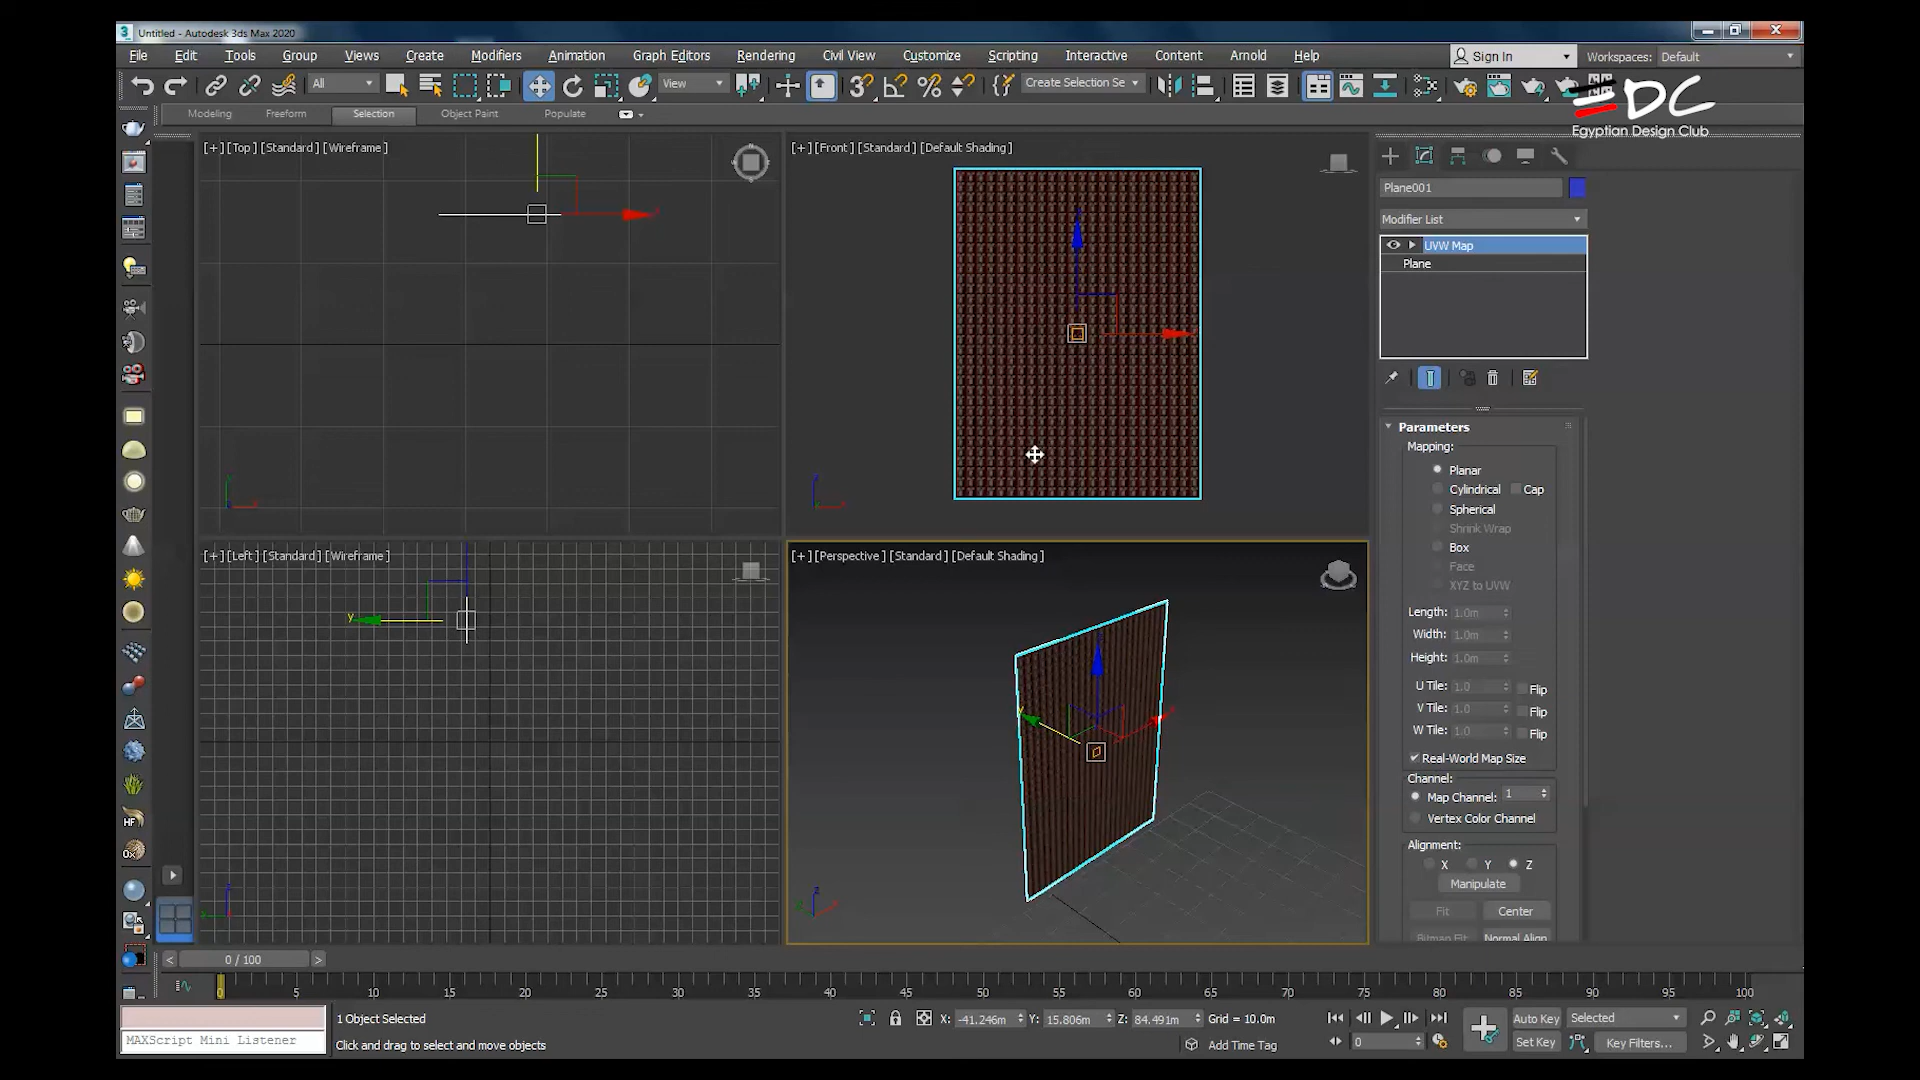 Untitled - Autodesk 3ds Max 2020
File Edit Tools Group Views Create Modifiers Animation Graph Editors Rendering Civil View Customize Scripting Interactive Content Arnold Help
Sign In
Workspaces: Default
All
View
Create Selection Se
EDC
Egyptian Design Club
Modeling Freeform Selection Object Paint Populate
[+] [Top] [Standard] [Wireframe]
[+] [Front] [Standard] [Default Shading]
Plane001
Modifier List
UVW Map
Plane
Parameters
Mapping:
Planar
Cylindrical Cap
Spherical
Shrink Wrap
Box
Face
XYZ to UVW
Length: 1.0m
Width: 1.0m
Height: 1.0m
U Tile: 1.0 Flip
V Tile: 1.0 Flip
W Tile: 1.0 Flip
Real-World Map Size
Channel:
Map Channel: 1
Vertex Color Channel
Alignment:
X Y Z
Manipulate
Fit Center
Bitmap Fit Normal Align
[+] [Left] [Standard] [Wireframe]
[+] [Perspective] [Standard] [Default Shading]
y
HF
0 / 100
0 5 10 15 20 25 30 35 40 45 50 55 60 65 70 75 80 85 90 95 100
1 Object Selected
X: -41.246m Y: 15.806m Z: 84.491m Grid = 10.0m
Auto Key Selected
MAXScript Mini Listener
Click and drag to select and move objects
Add Time Tag
0
Set Key Key Filters...